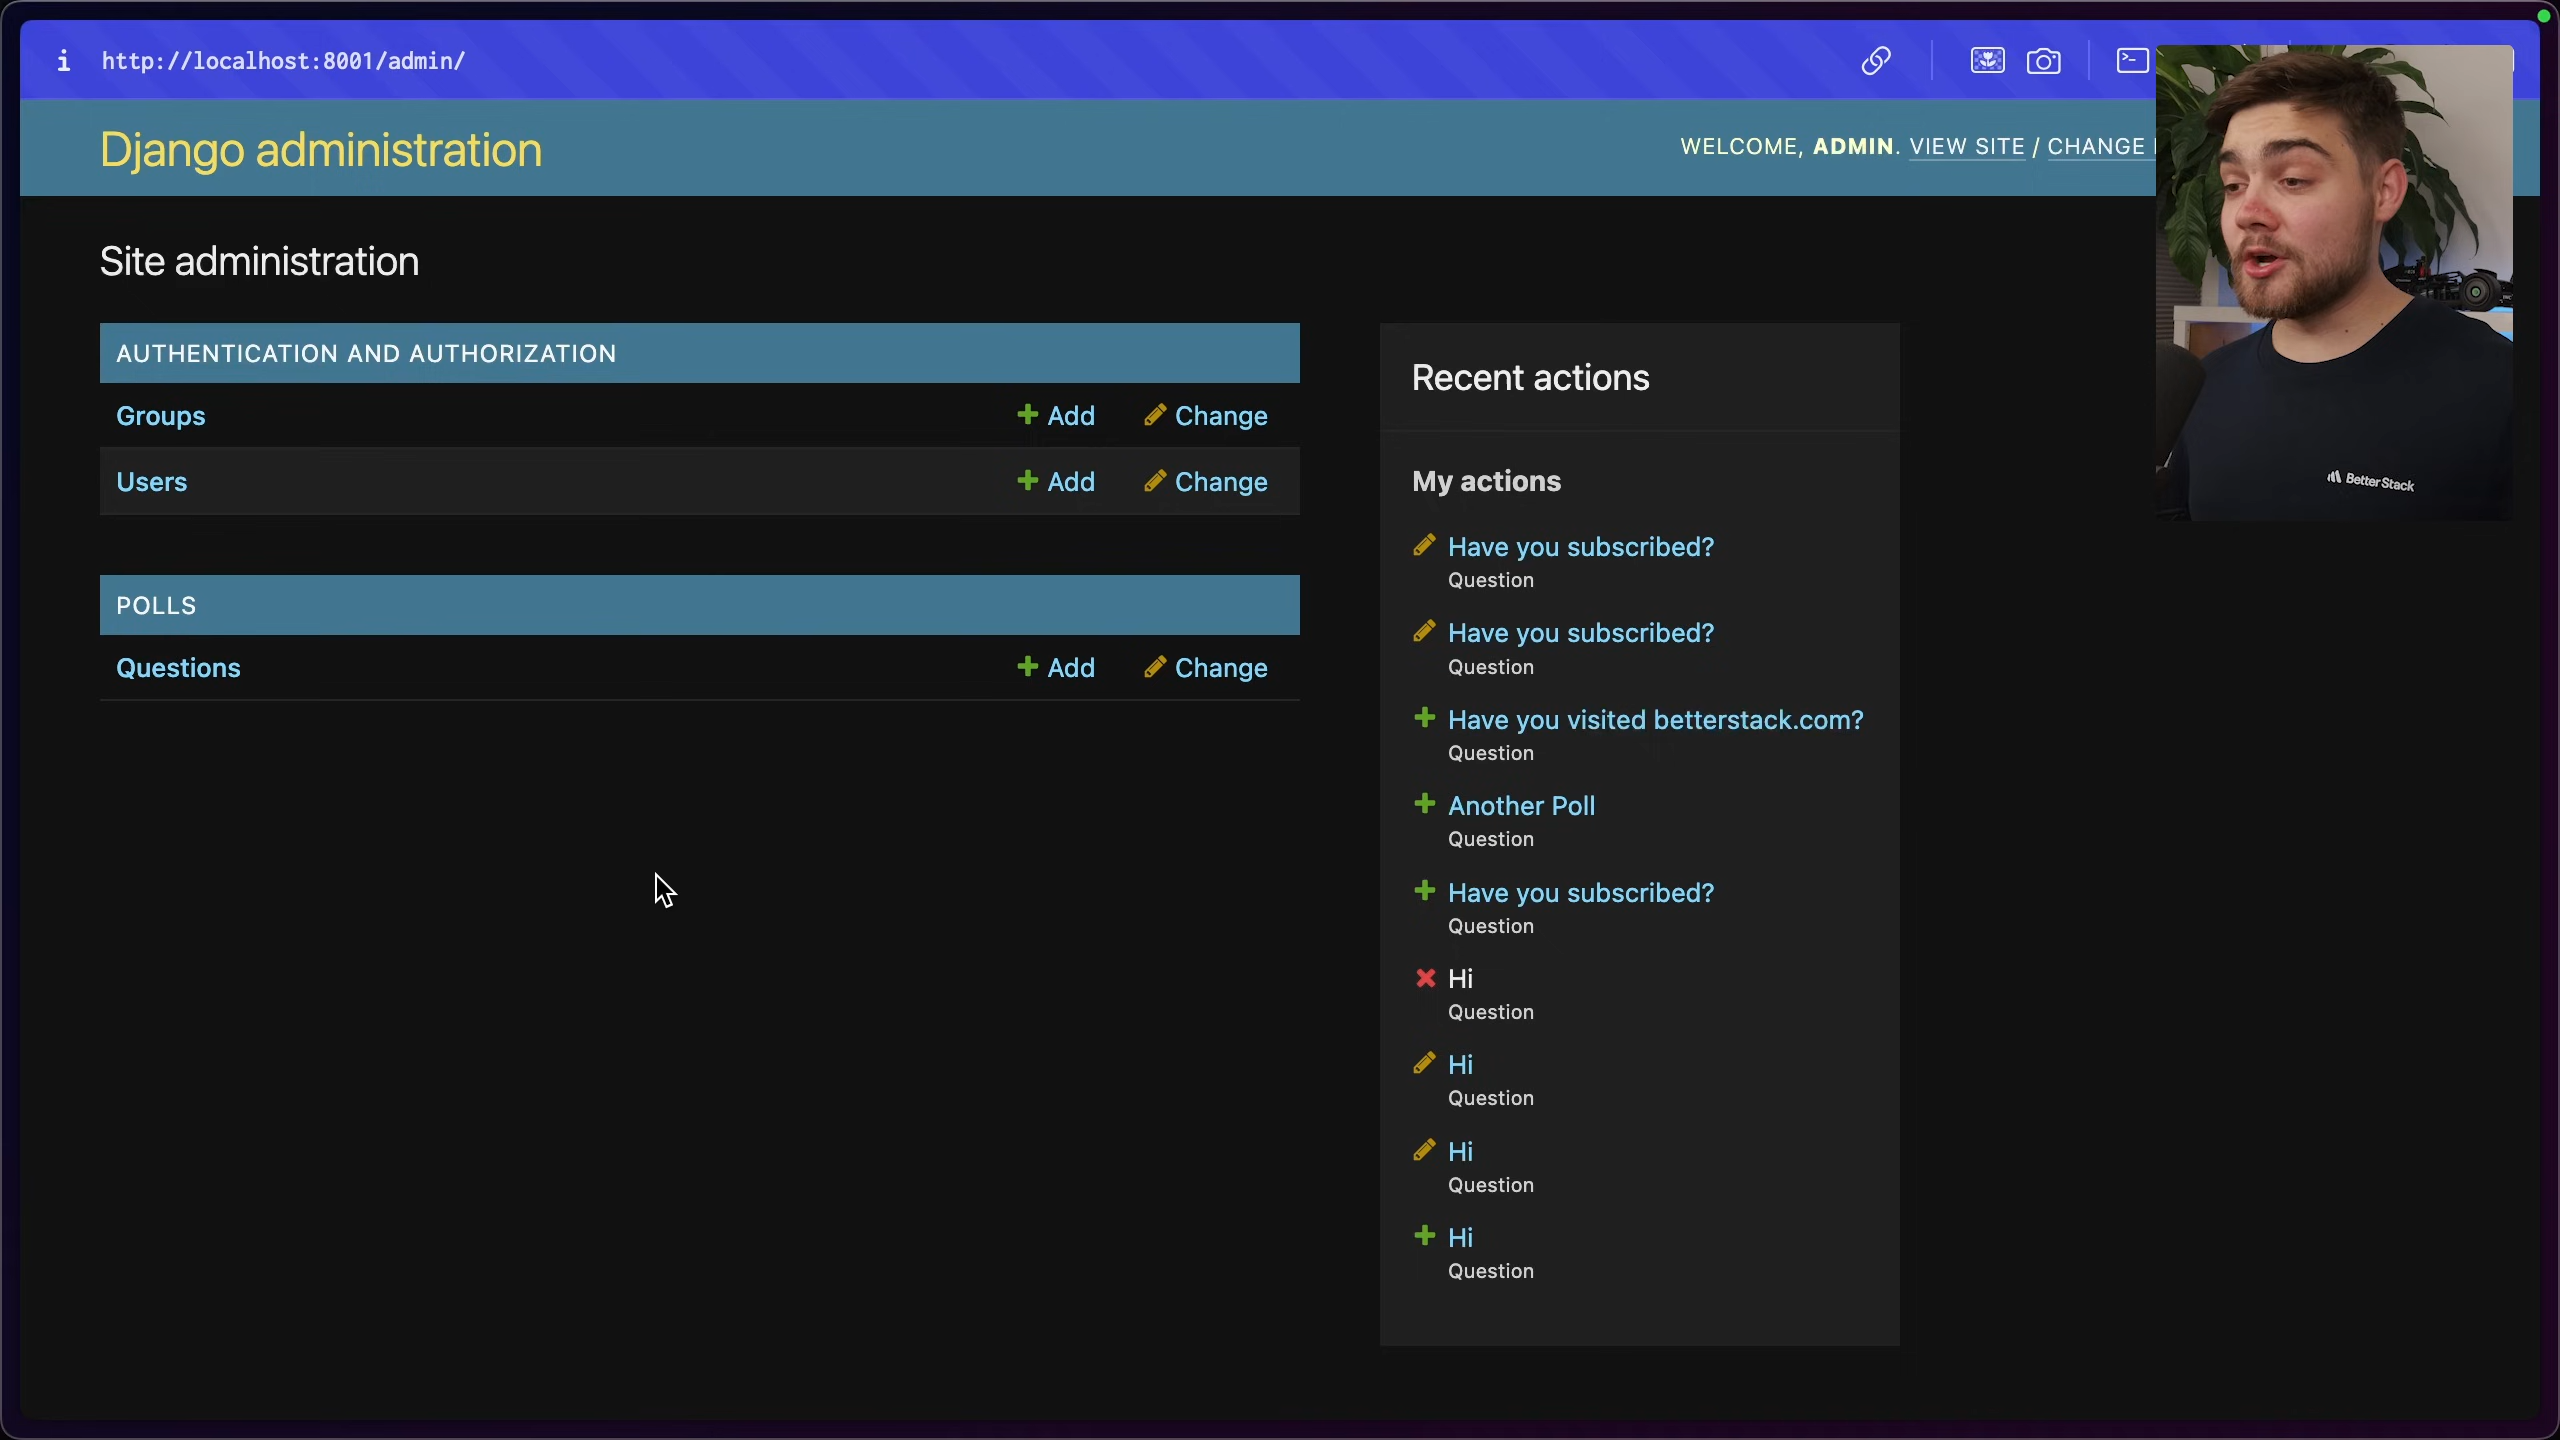 http://localhost:8001/admin/
Django administration
WELCOME, ADMIN. VIEW SITE / CHANGE
Site administration
AUTHENTICATION AND AUTHORIZATION
Groups
Add
Change
Users
Add
Change
POLLS
Questions
Add
Change
Recent actions
My actions
Have you subscribed?
Question
Have you subscribed?
Question
Have you visited betterstack.com?
Question
Another Poll
Question
Have you subscribed?
Question
Hi
Question
Hi
Question
Hi
Question
Hi
Question
Better Stack